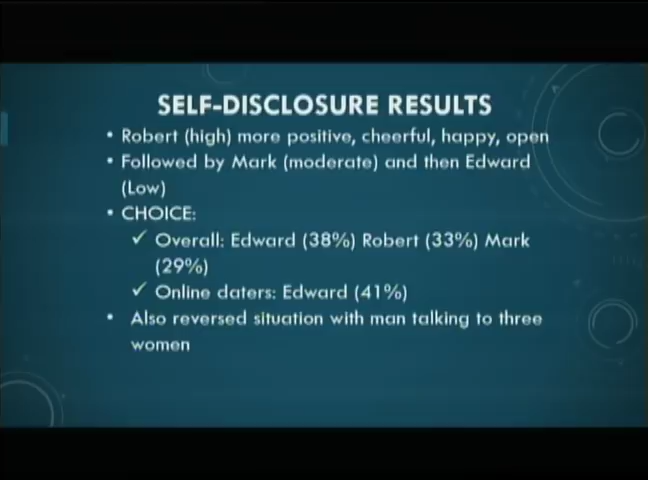 SELF-DISCLOSURE RESULTS
• Robert (high) more positive, cheerful, happy, open
• Followed by Mark (moderate) and then Edward
(Low)
• CHOICE:
✓ Overall: Edward (38%) Robert (33%) Mark
(29%)
✓ Online daters: Edward (41%)
• Also reversed situation with man talking to three
women